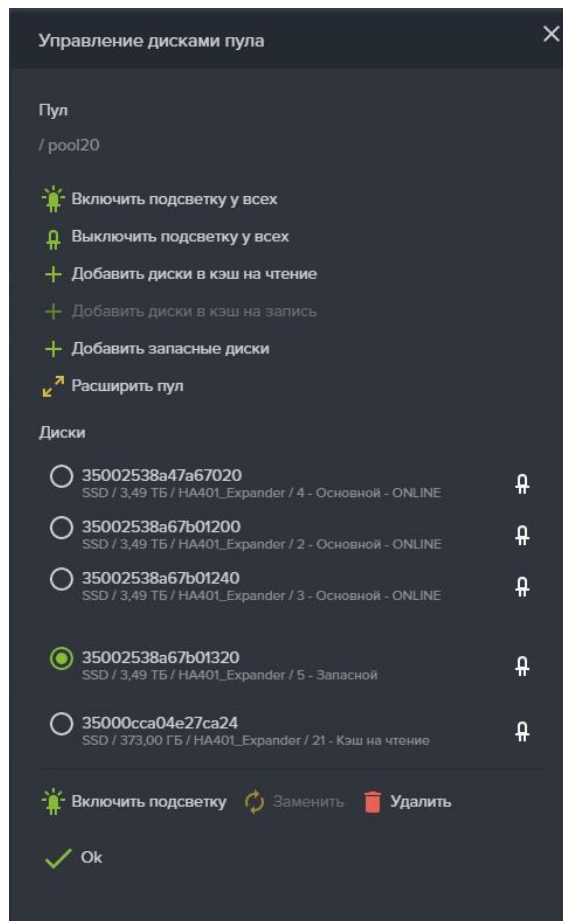 Управление дисками пула
Пул
/ pool20
Включить подсветку у всех
Выключить подсветку у всех
Добавить диски в кэш на чтение
Добавить диски в кэш на запись
Добавить запасные диски
Расширить пул
Диски
35002538a47a67020
SSD / 3,49 ТБ / HA401_Expander / 4 - Основной - ONLINE
35002538a67b01200
SSD / 3,49 ТБ / HA401_Expander / 2 - Основной - ONLINE
35002538a67b01240
SSD / 3,49 ТБ / HA401_Expander / 3 - Основной - ONLINE
35002538a67b01320
SSD / 3,49 ТБ / HA401_Expander / 5 - Запасной
35000cca04e27ca24
SSD / 373,00 ГБ / HA401_Expander / 21 - Кэш на чтение
Включить подсветку Заменить Удалить
Ok